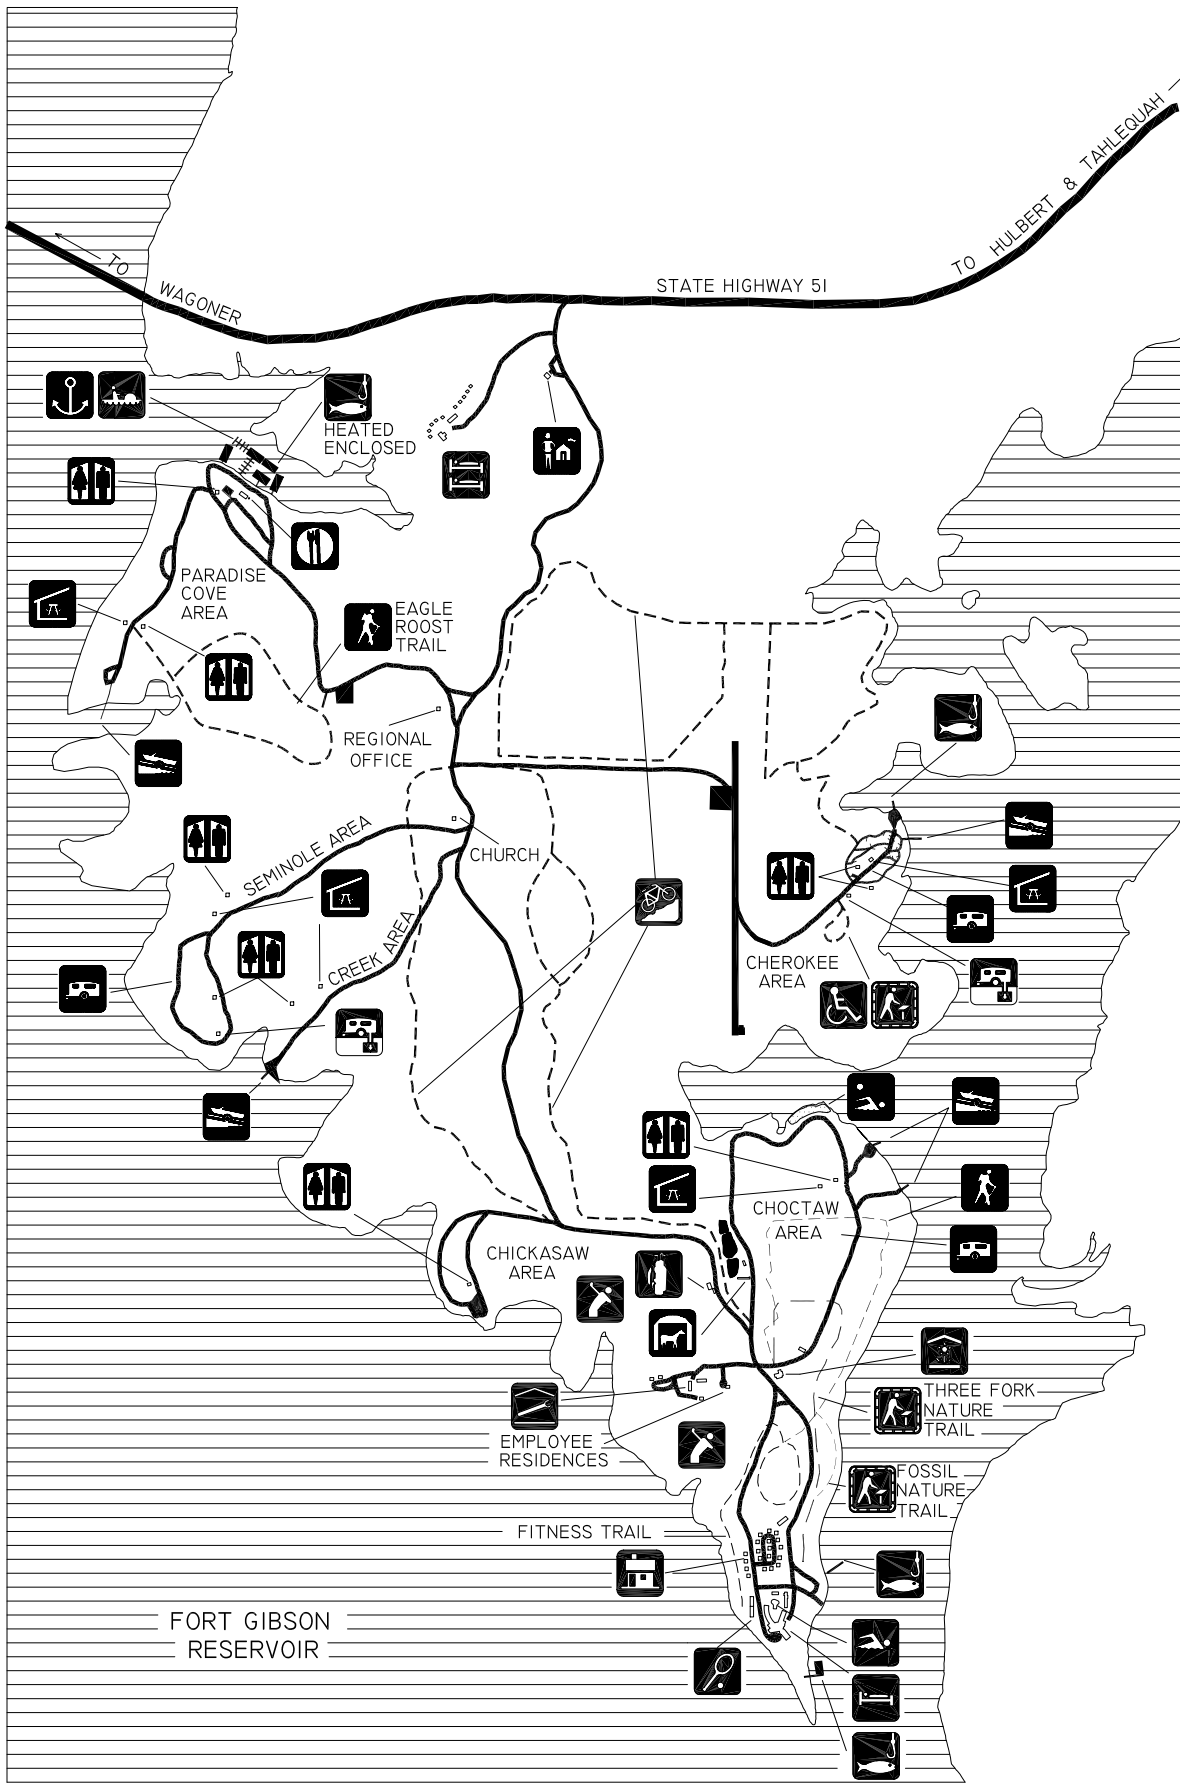 TO HULBERT & TAHLEQUAH
TO WAGONER
STATE HIGHWAY 51
HEATED
ENCLOSED
PARADISE
COVE
AREA
EAGLE
ROOST
TRAIL
REGIONAL
OFFICE
SEMINOLE AREA
CHURCH
CREEK AREA
CHEROKEE
AREA
CHOCTAW
AREA
CHICKASAW
AREA
THREE FORK
NATURE
TRAIL
EMPLOYEE
RESIDENCES
FOSSIL
NATURE
TRAIL
FITNESS TRAIL
FORT GIBSON
RESERVOIR